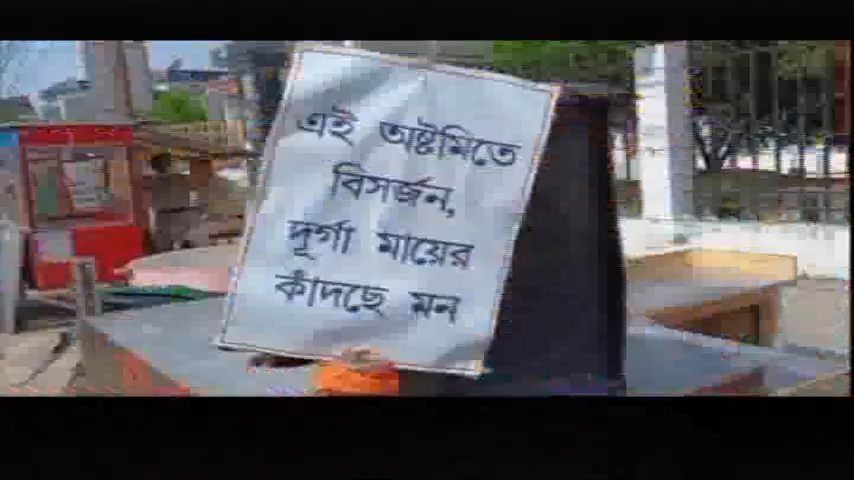 এই অষ্টমিতে
বিসর্জন,
দূর্গা মায়ের
কাঁদছে মন